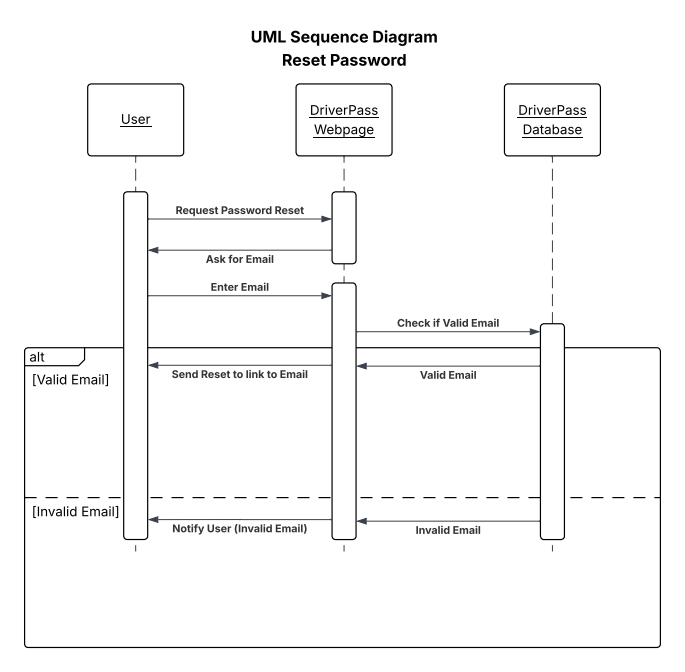 UML Sequence Diagram
Reset Password
User
DriverPass
Webpage
DriverPass
Database
Request Password Reset
Ask for Email
Enter Email
Check if Valid Email
alt
[Valid Email]
Send Reset to link to Email
Valid Email
[Invalid Email]
Notify User (Invalid Email)
Invalid Email